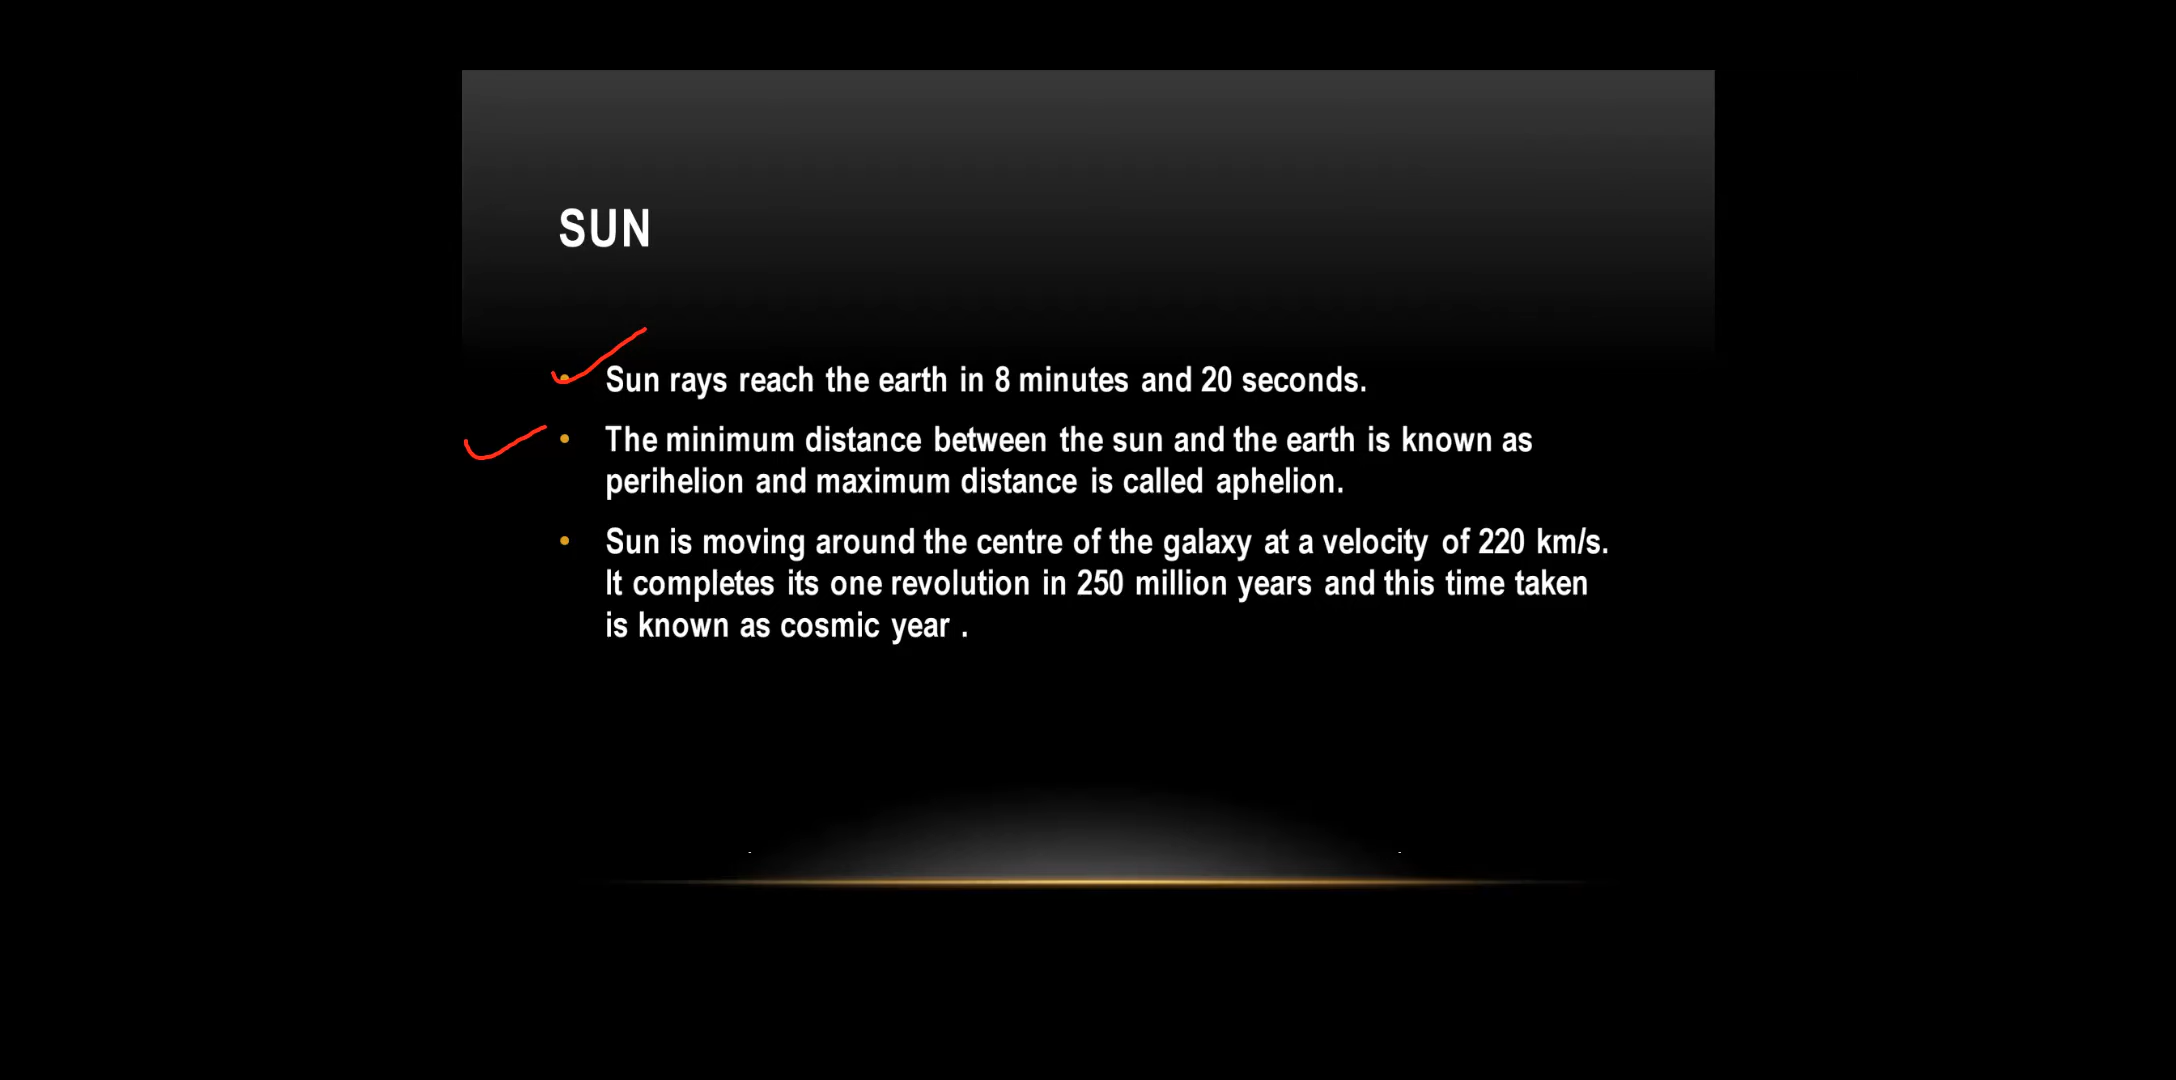 SUN
• Sun rays reach the earth in 8 minutes and 20 seconds.
• The minimum distance between the sun and the earth is known as
perihelion and maximum distance is called aphelion.
• Sun is moving around the centre of the galaxy at a velocity of 220 km/s.
It completes its one revolution in 250 million years and this time taken
is known as cosmic year .